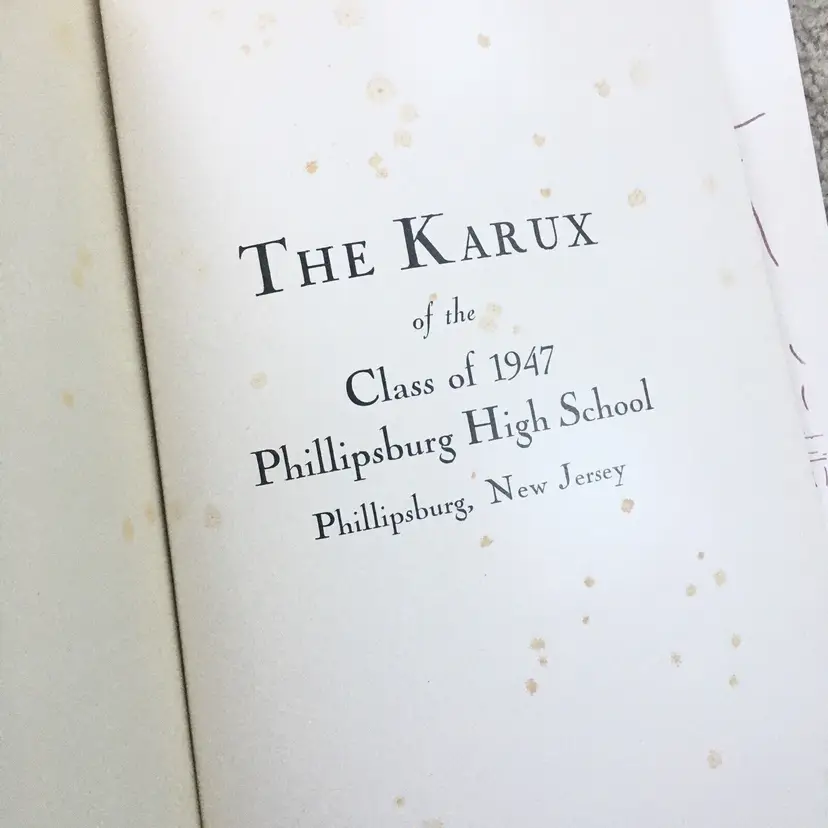 THE KARUX
of the
Class of 1947
Phillipsburg High School
Phillipsburg, New Jersey